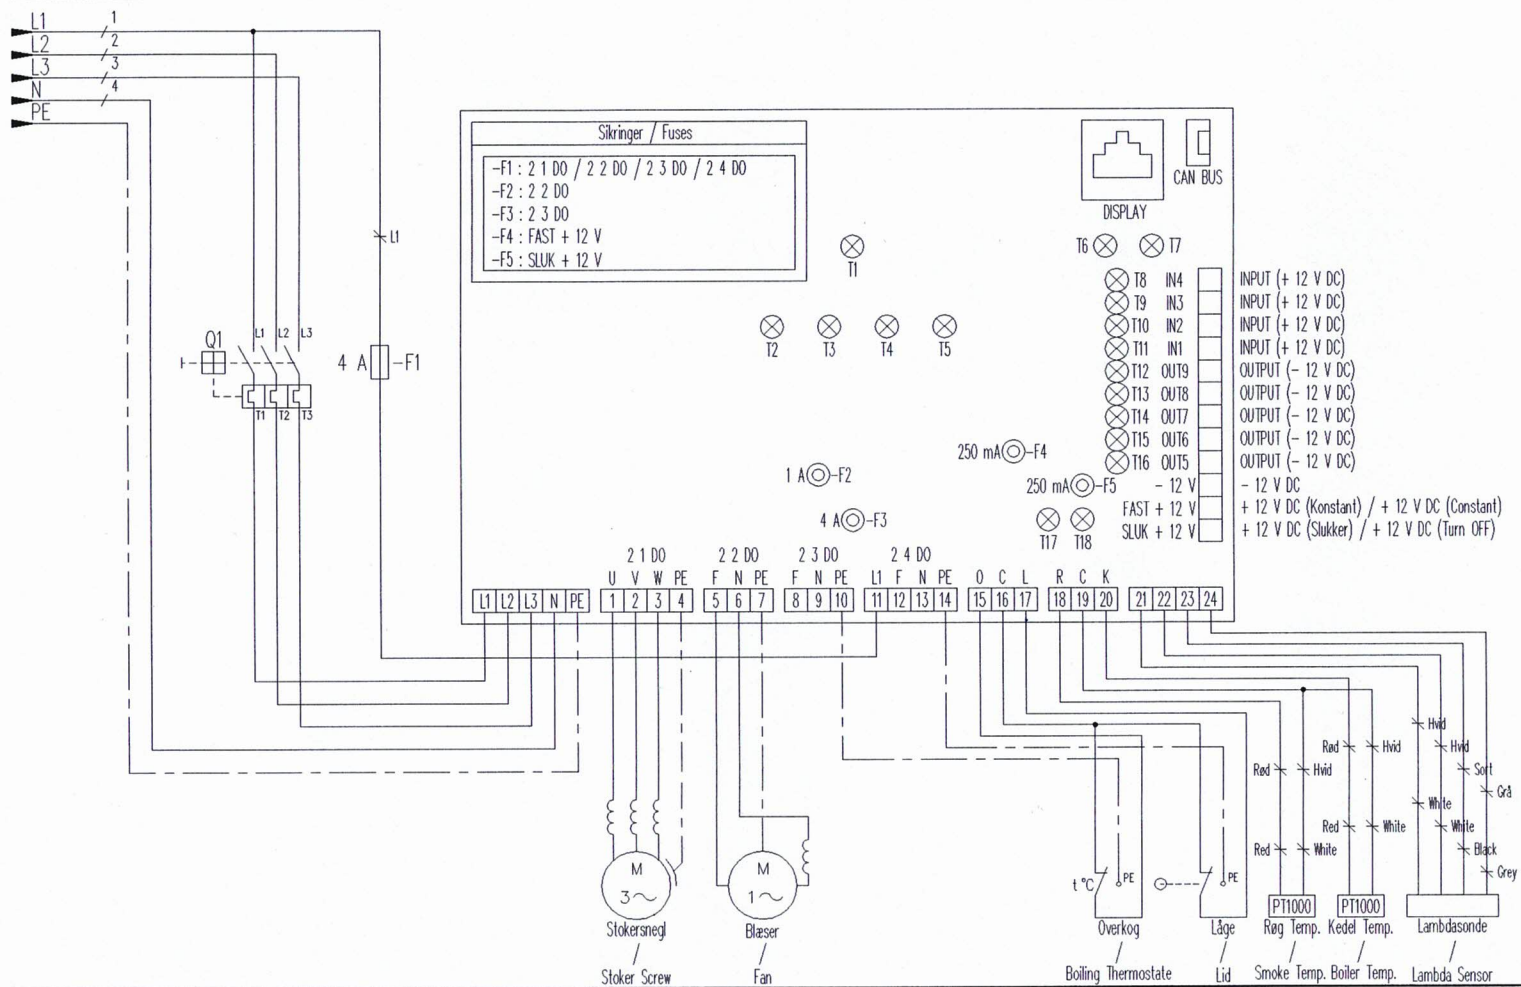 L1 1
L2 2
L3 3
N 4
PE
Sikringer / Fuses
-F1 : 2 1 DO / 2 2 DO / 2 3 DO / 2 4 DO
-F2 : 2 2 DO
-F3 : 2 3 DO
-F4 : FAST + 12 V
-F5 : SLUK + 12 V
CAN BUS
DISPLAY
L1
T1
T6 T7
T8 IN4 INPUT (+ 12 V DC)
T9 IN3 INPUT (+ 12 V DC)
T10 IN2 INPUT (+ 12 V DC)
T11 IN1 INPUT (+ 12 V DC)
T12 OUT9 OUTPUT (- 12 V DC)
T13 OUT8 OUTPUT (- 12 V DC)
T14 OUT7 OUTPUT (- 12 V DC)
T15 OUT6 OUTPUT (- 12 V DC)
T16 OUT5 OUTPUT (- 12 V DC)
- 12 V - 12 V DC
FAST + 12 V + 12 V DC (Konstant) / + 12 V DC (Constant)
SLUK + 12 V + 12 V DC (Slukker) / + 12 V DC (Turn OFF)
T2 T3 T4 T5
Q1 L1 L2 L3
4 A -F1
T1 T2 T3
250 mA -F4
1 A -F2
250 mA -F5
4 A -F3
T17 T18
2 1 DO 2 2 DO 2 3 DO 2 4 DO
U V W PE F N PE F N PE L1 F N PE O C L R C K
L1 L2 L3 N PE 1 2 3 4 5 6 7 8 9 10 11 12 13 14 15 16 17 18 19 20 21 22 23 24
Hvid
Rød Hvid Hvid
Rød Hvid Sort
Grå
White
Red White White
Red White Black
Grey
M
3~
M
1~
t °C PE
PE
PT1000 PT1000
Stokersnegl
/
Stoker Screw
Blæser
/
Fan
Overkog
/
Boiling Thermostate
Låge
/
Lid
Røg Temp.
/
Smoke Temp.
Kedel Temp.
/
Boiler Temp.
Lambdasonde
/
Lambda Sensor